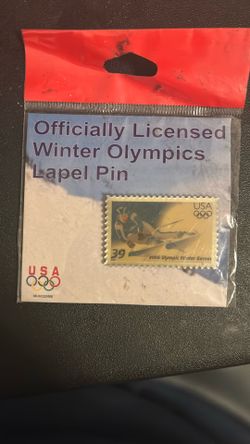 Officially Licensed
Winter Olympics
Lapel Pin
USA
39
2006 Olympic Winter Games
USA